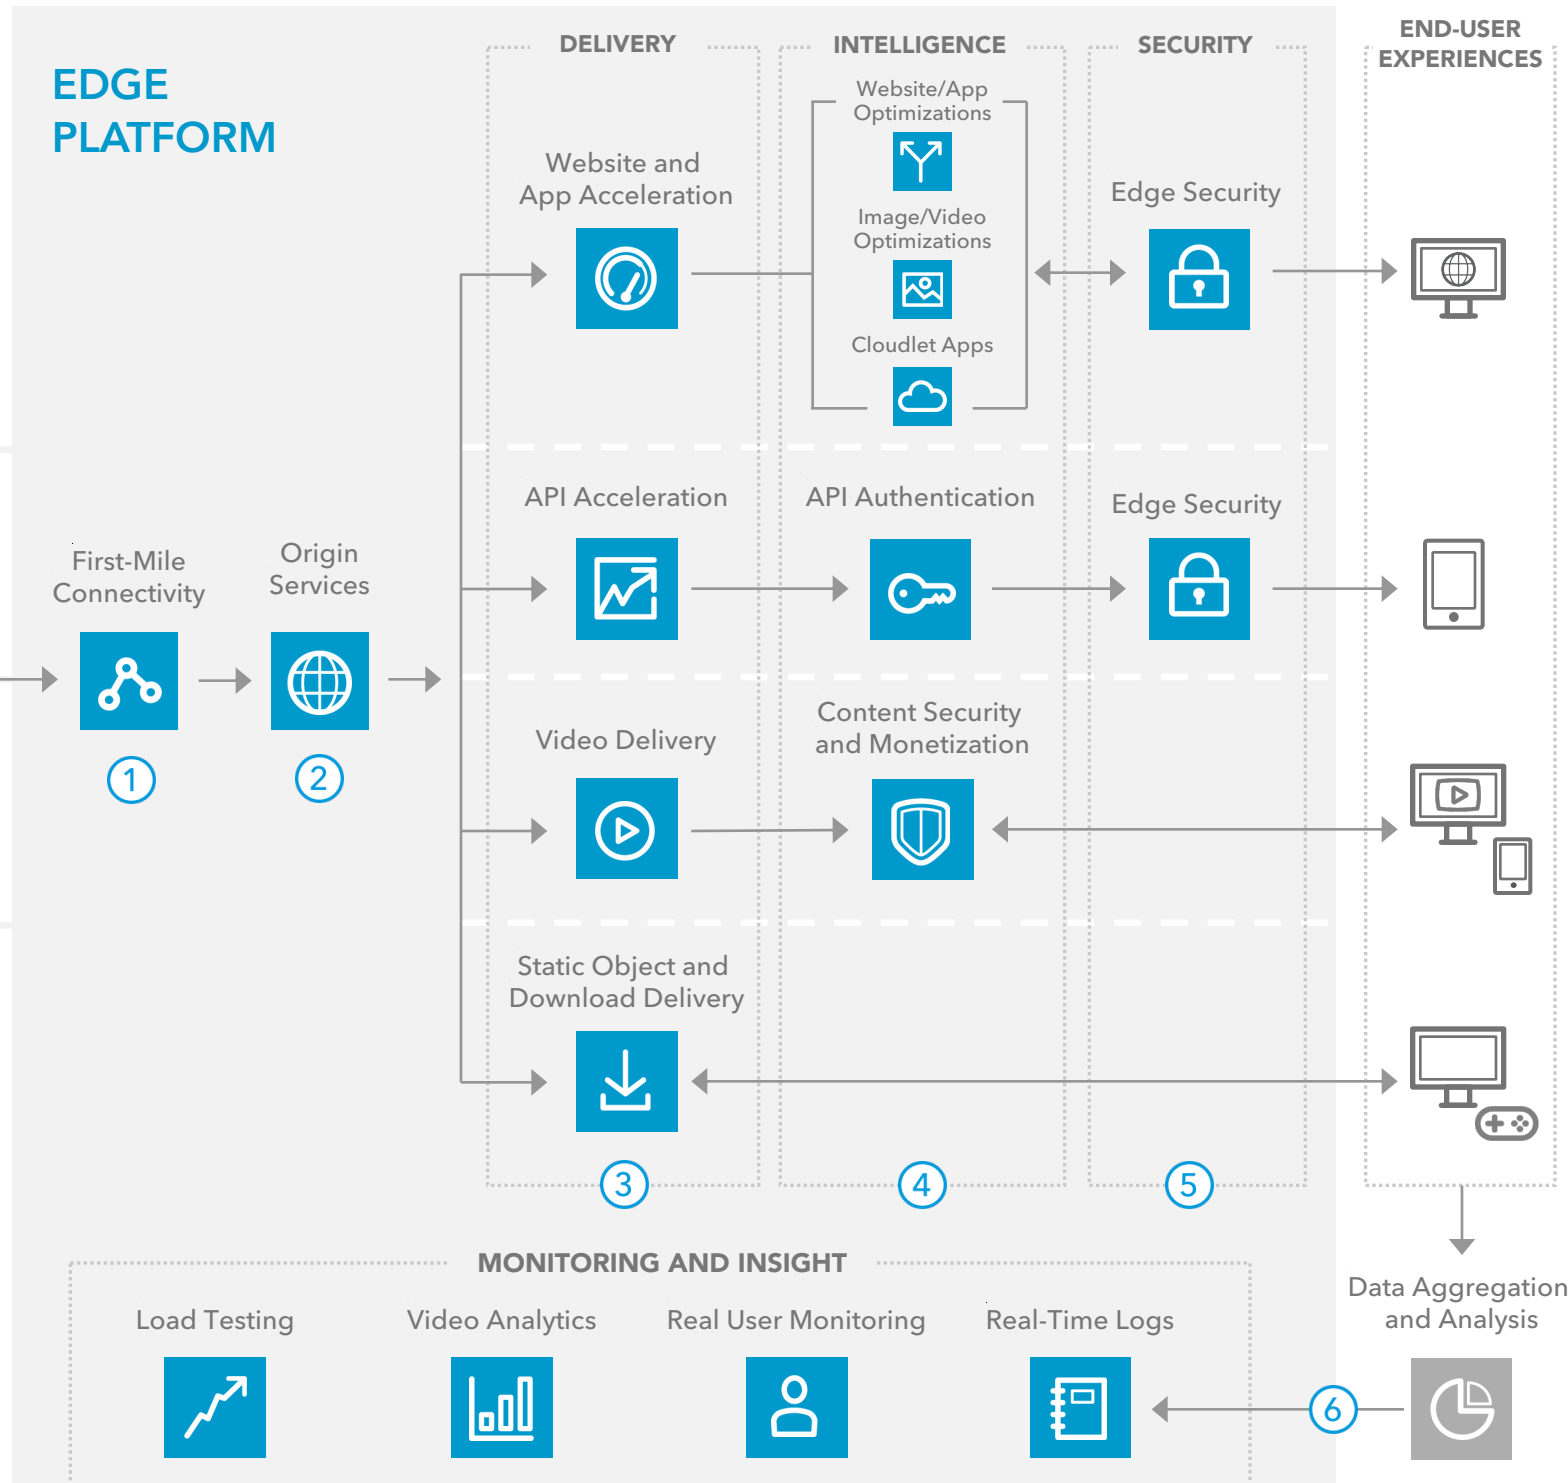 EDGE
PLATFORM
DELIVERY
INTELLIGENCE
SECURITY
END-USER
EXPERIENCES
Website and
App Acceleration
Website/App
Optimizations
Image/Video
Optimizations
Cloudlet Apps
Edge Security
API Acceleration
API Authentication
Edge Security
First-Mile
Connectivity
Origin
Services
1
2
Video Delivery
Content Security
and Monetization
Static Object and
Download Delivery
3
4
5
MONITORING AND INSIGHT
Load Testing
Video Analytics
Real User Monitoring
Real-Time Logs
Data Aggregation
and Analysis
6